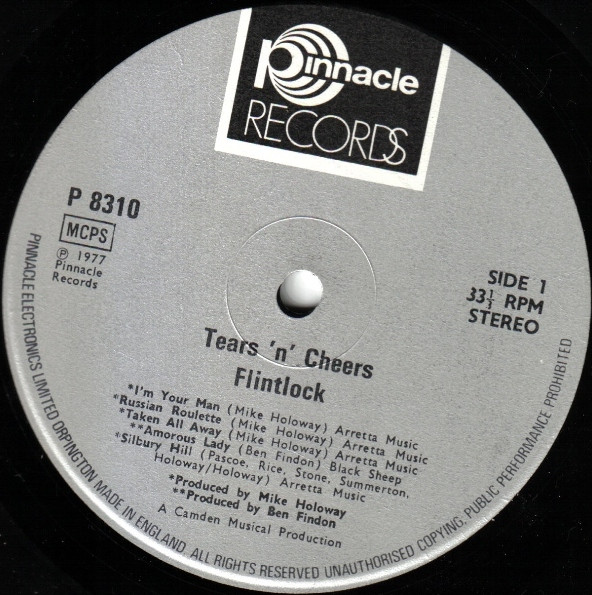 Pinnacle
RECORDS
P 8310
MCPS
℗ 1977
Pinnacle
Records
SIDE 1
33⅓ RPM
STEREO
Tears 'n' Cheers
Flintlock
*I'm Your Man (Mike Holoway) Arretta Music
*Russian Roulette (Mike Holoway) Arretta Music
*Taken All Away (Mike Holoway) Arretta Music
**Amorous Lady (Ben Findon) Black Sheep
*Silbury Hill (Pascoe, Rice, Stone, Summerton,
Holoway/Holoway) Arretta Music
*Produced by Mike Holoway
**Produced by Ben Findon
A Camden Musical Production
PINNACLE ELECTRONICS LIMITED ORPINGTON MADE IN ENGLAND. ALL RIGHTS RESERVED UNAUTHORISED COPYING, PUBLIC PERFORMANCE PROHIBITED